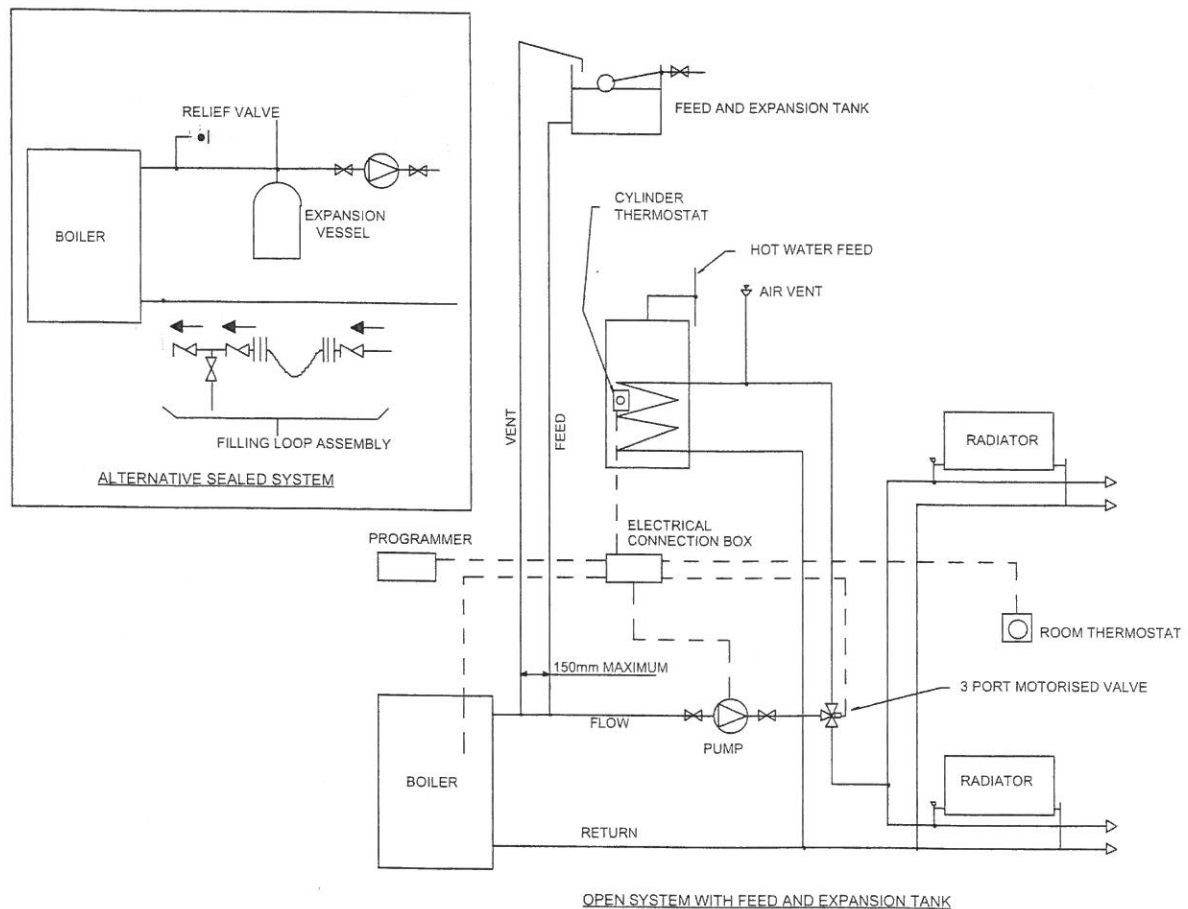 RELIEF VALVE
BOILER
EXPANSION
VESSEL
FILLING LOOP ASSEMBLY
ALTERNATIVE SEALED SYSTEM
FEED AND EXPANSION TANK
CYLINDER
THERMOSTAT
HOT WATER FEED
AIR VENT
VENT
FEED
RADIATOR
PROGRAMMER
ELECTRICAL
CONNECTION BOX
ROOM THERMOSTAT
150mm MAXIMUM
3 PORT MOTORISED VALVE
FLOW
PUMP
BOILER
RADIATOR
RETURN
OPEN SYSTEM WITH FEED AND EXPANSION TANK